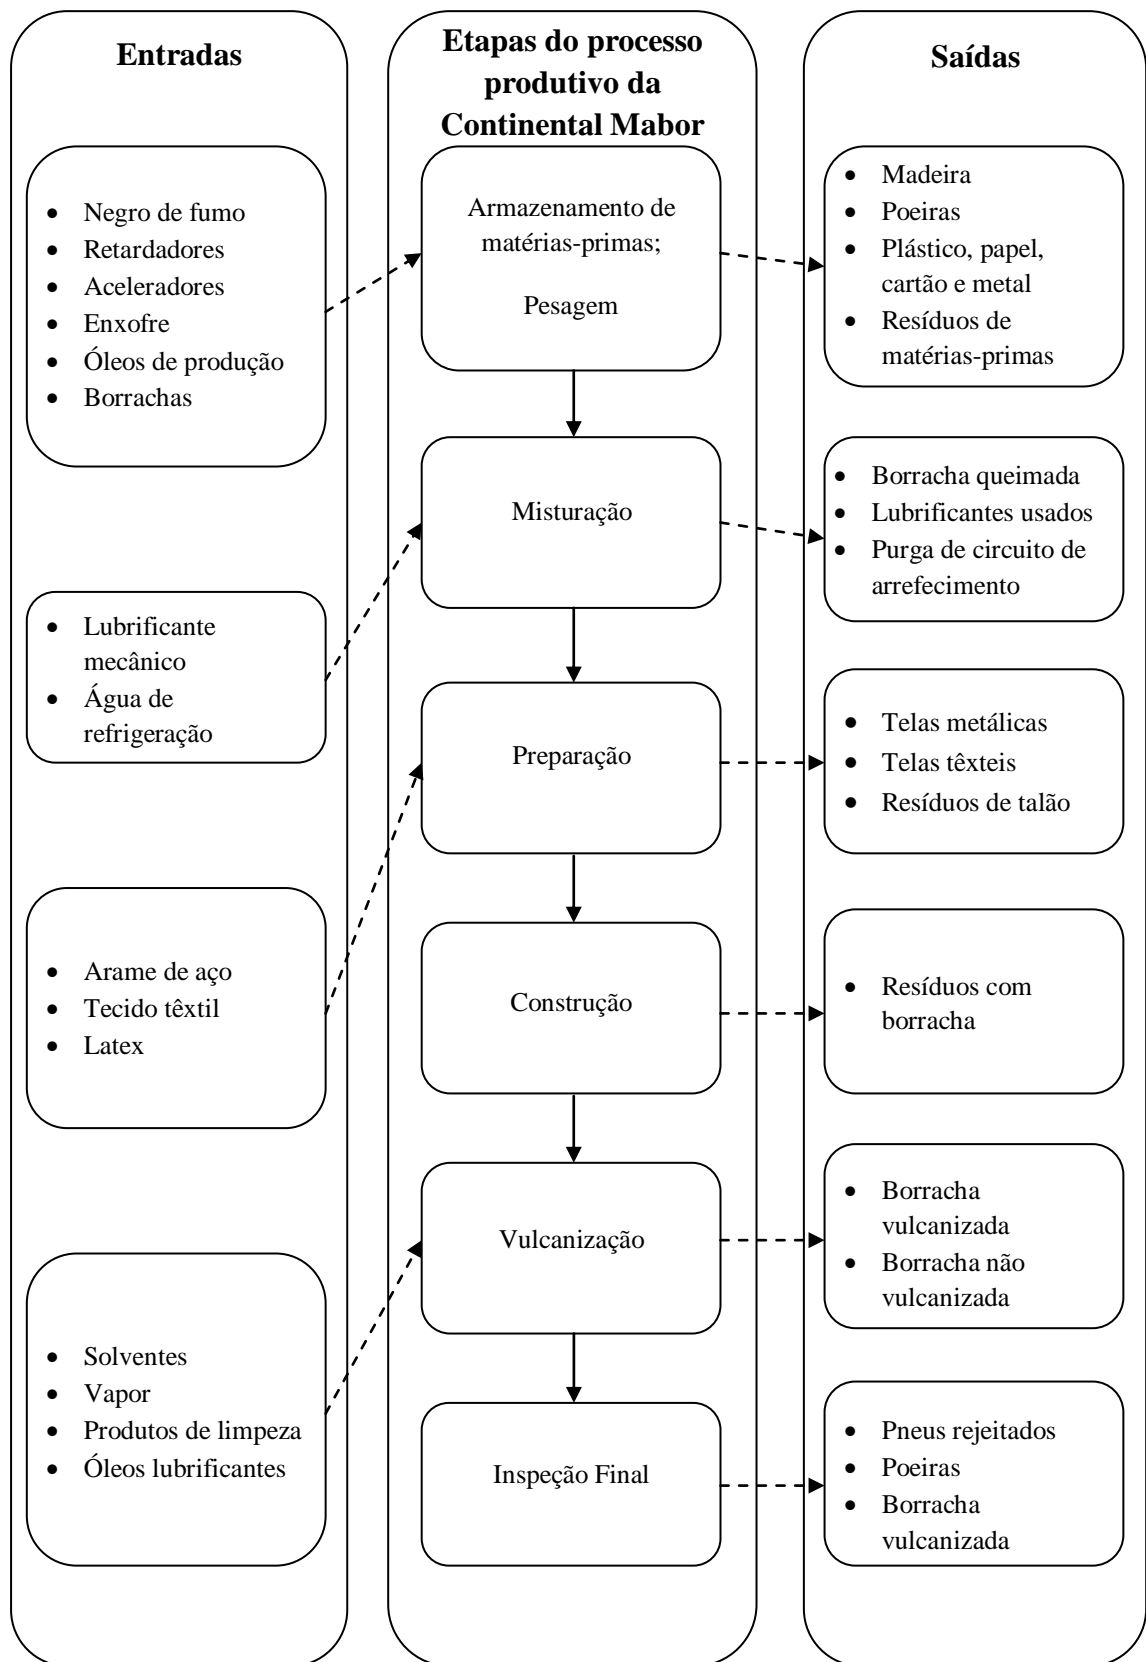 Entradas
• Negro de fumo
• Retardadores
• Aceleradores
• Enxofre
• Óleos de produção
• Borrachas
• Lubrificante
mecânico
• Água de
refrigeração
• Arame de aço
• Tecido têxtil
• Latex
• Solventes
• Vapor
• Produtos de limpeza
• Óleos lubrificantes
Etapas do processo
produtivo da
Continental Mabor
Armazenamento de
matérias-primas;
Pesagem
Misturação
Preparação
Construção
Vulcanização
Inspeção Final
Saídas
• Madeira
• Poeiras
• Plástico, papel,
cartão e metal
• Resíduos de
matérias-primas
• Borracha queimada
• Lubrificantes usados
• Purga de circuito de
arrefecimento
• Telas metálicas
• Telas têxteis
• Resíduos de talão
• Resíduos com
borracha
• Borracha
vulcanizada
• Borracha não
vulcanizada
• Pneus rejeitados
• Poeiras
• Borracha
vulcanizada